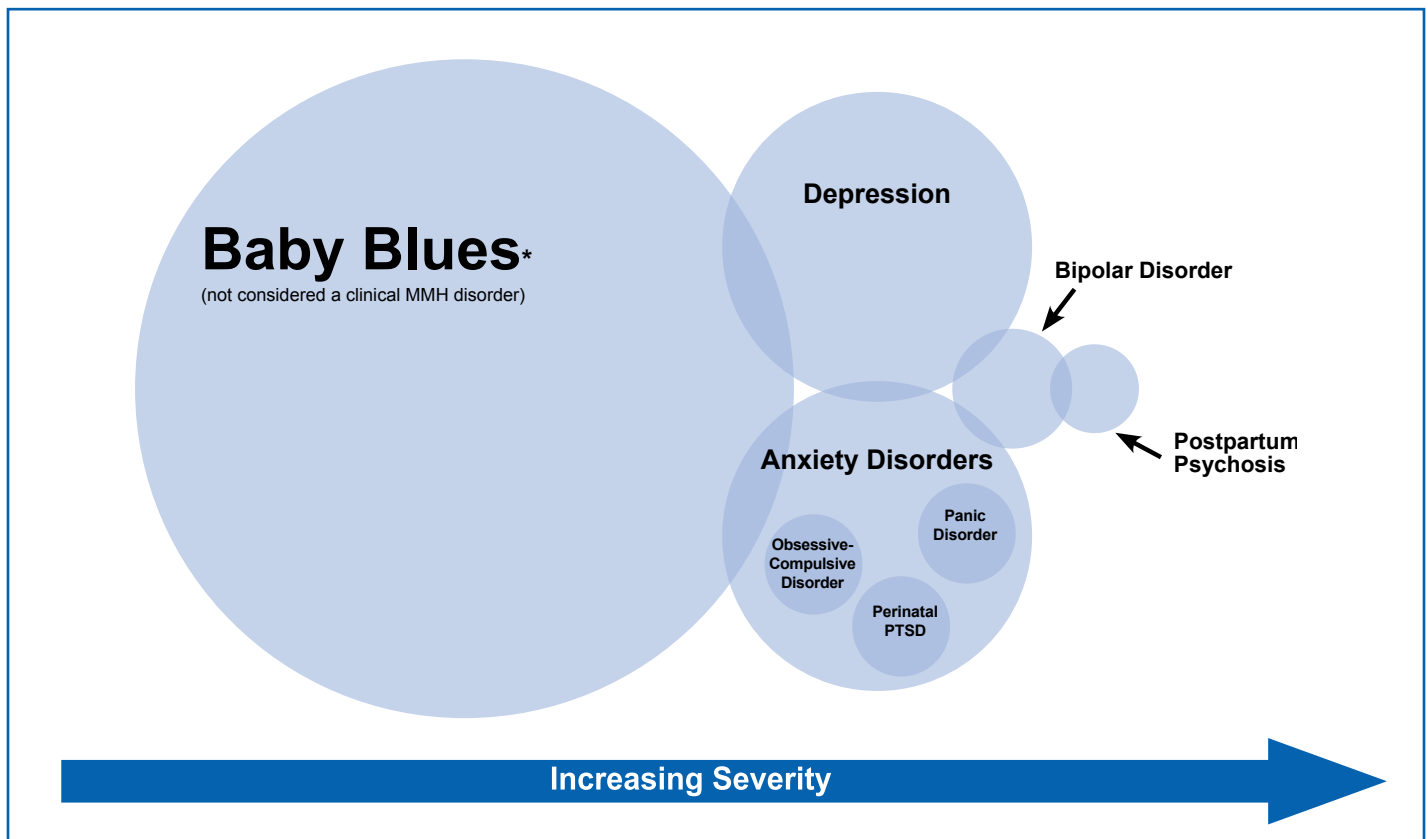 Baby Blues*
(not considered a clinical MMH disorder)
Depression
Bipolar Disorder
Postpartum
Psychosis
Anxiety Disorders
Panic
Disorder
Obsessive-
Compulsive
Disorder
Perinatal
PTSD
Increasing Severity